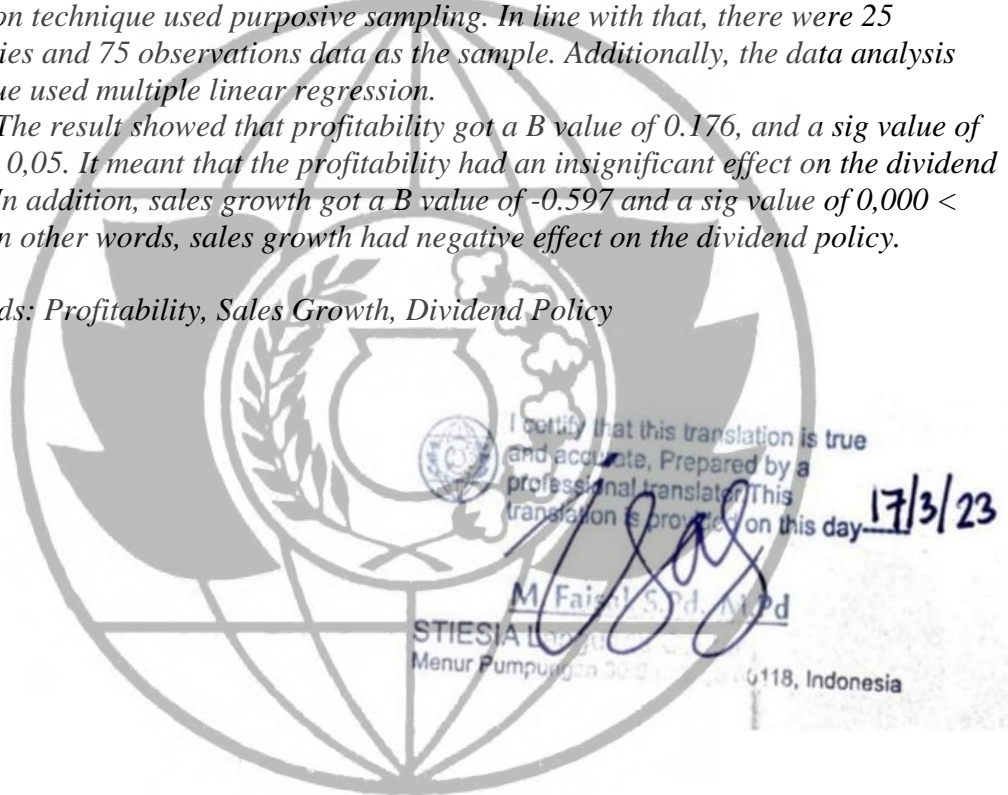 on technique used purposive sampling. In line with that, there were 25
ies and 75 observations data as the sample. Additionally, the data analysis
ue used multiple linear regression.
The result showed that profitability got a B value of 0.176, and a sig value of
0,05. It meant that the profitability had an insignificant effect on the dividend
In addition, sales growth got a B value of -0.597 and a sig value of 0,000 <
n other words, sales growth had negative effect on the dividend policy.
ds: Profitability, Sales Growth, Dividend Policy
I certify that this translation is true
and accurate, Prepared by a
professional translator This
translation is provided on this day 17/3/23
M. Faisal S.Pd. M.Pd
STIESIA
Menur Pumpungan 30 0118, Indonesia